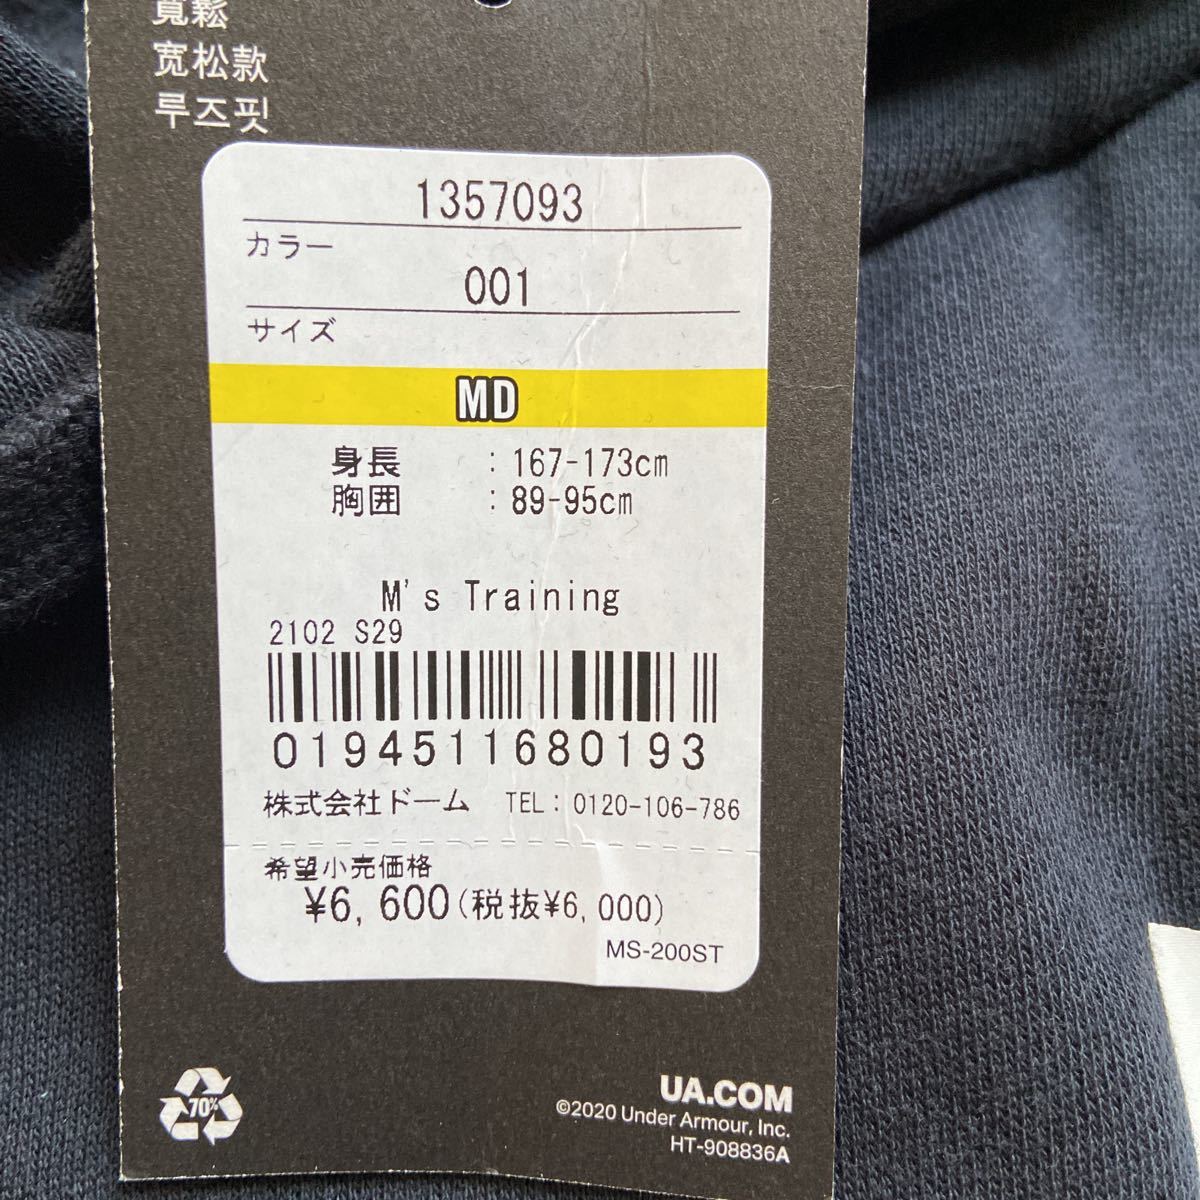 寬鬆
宽松款
루즈핏
1357093
カラー
001
サイズ
MD
身長 : 167-173cm
胸囲 : 89-95cm
M's Training
2102 S29
0194511680193
株式会社ドーム TEL: 0120-106-786
希望小売価格
¥6,600(税抜¥6,000)
MS-200ST
70%
UA.COM
©2020 Under Armour, Inc.
HT-908836A